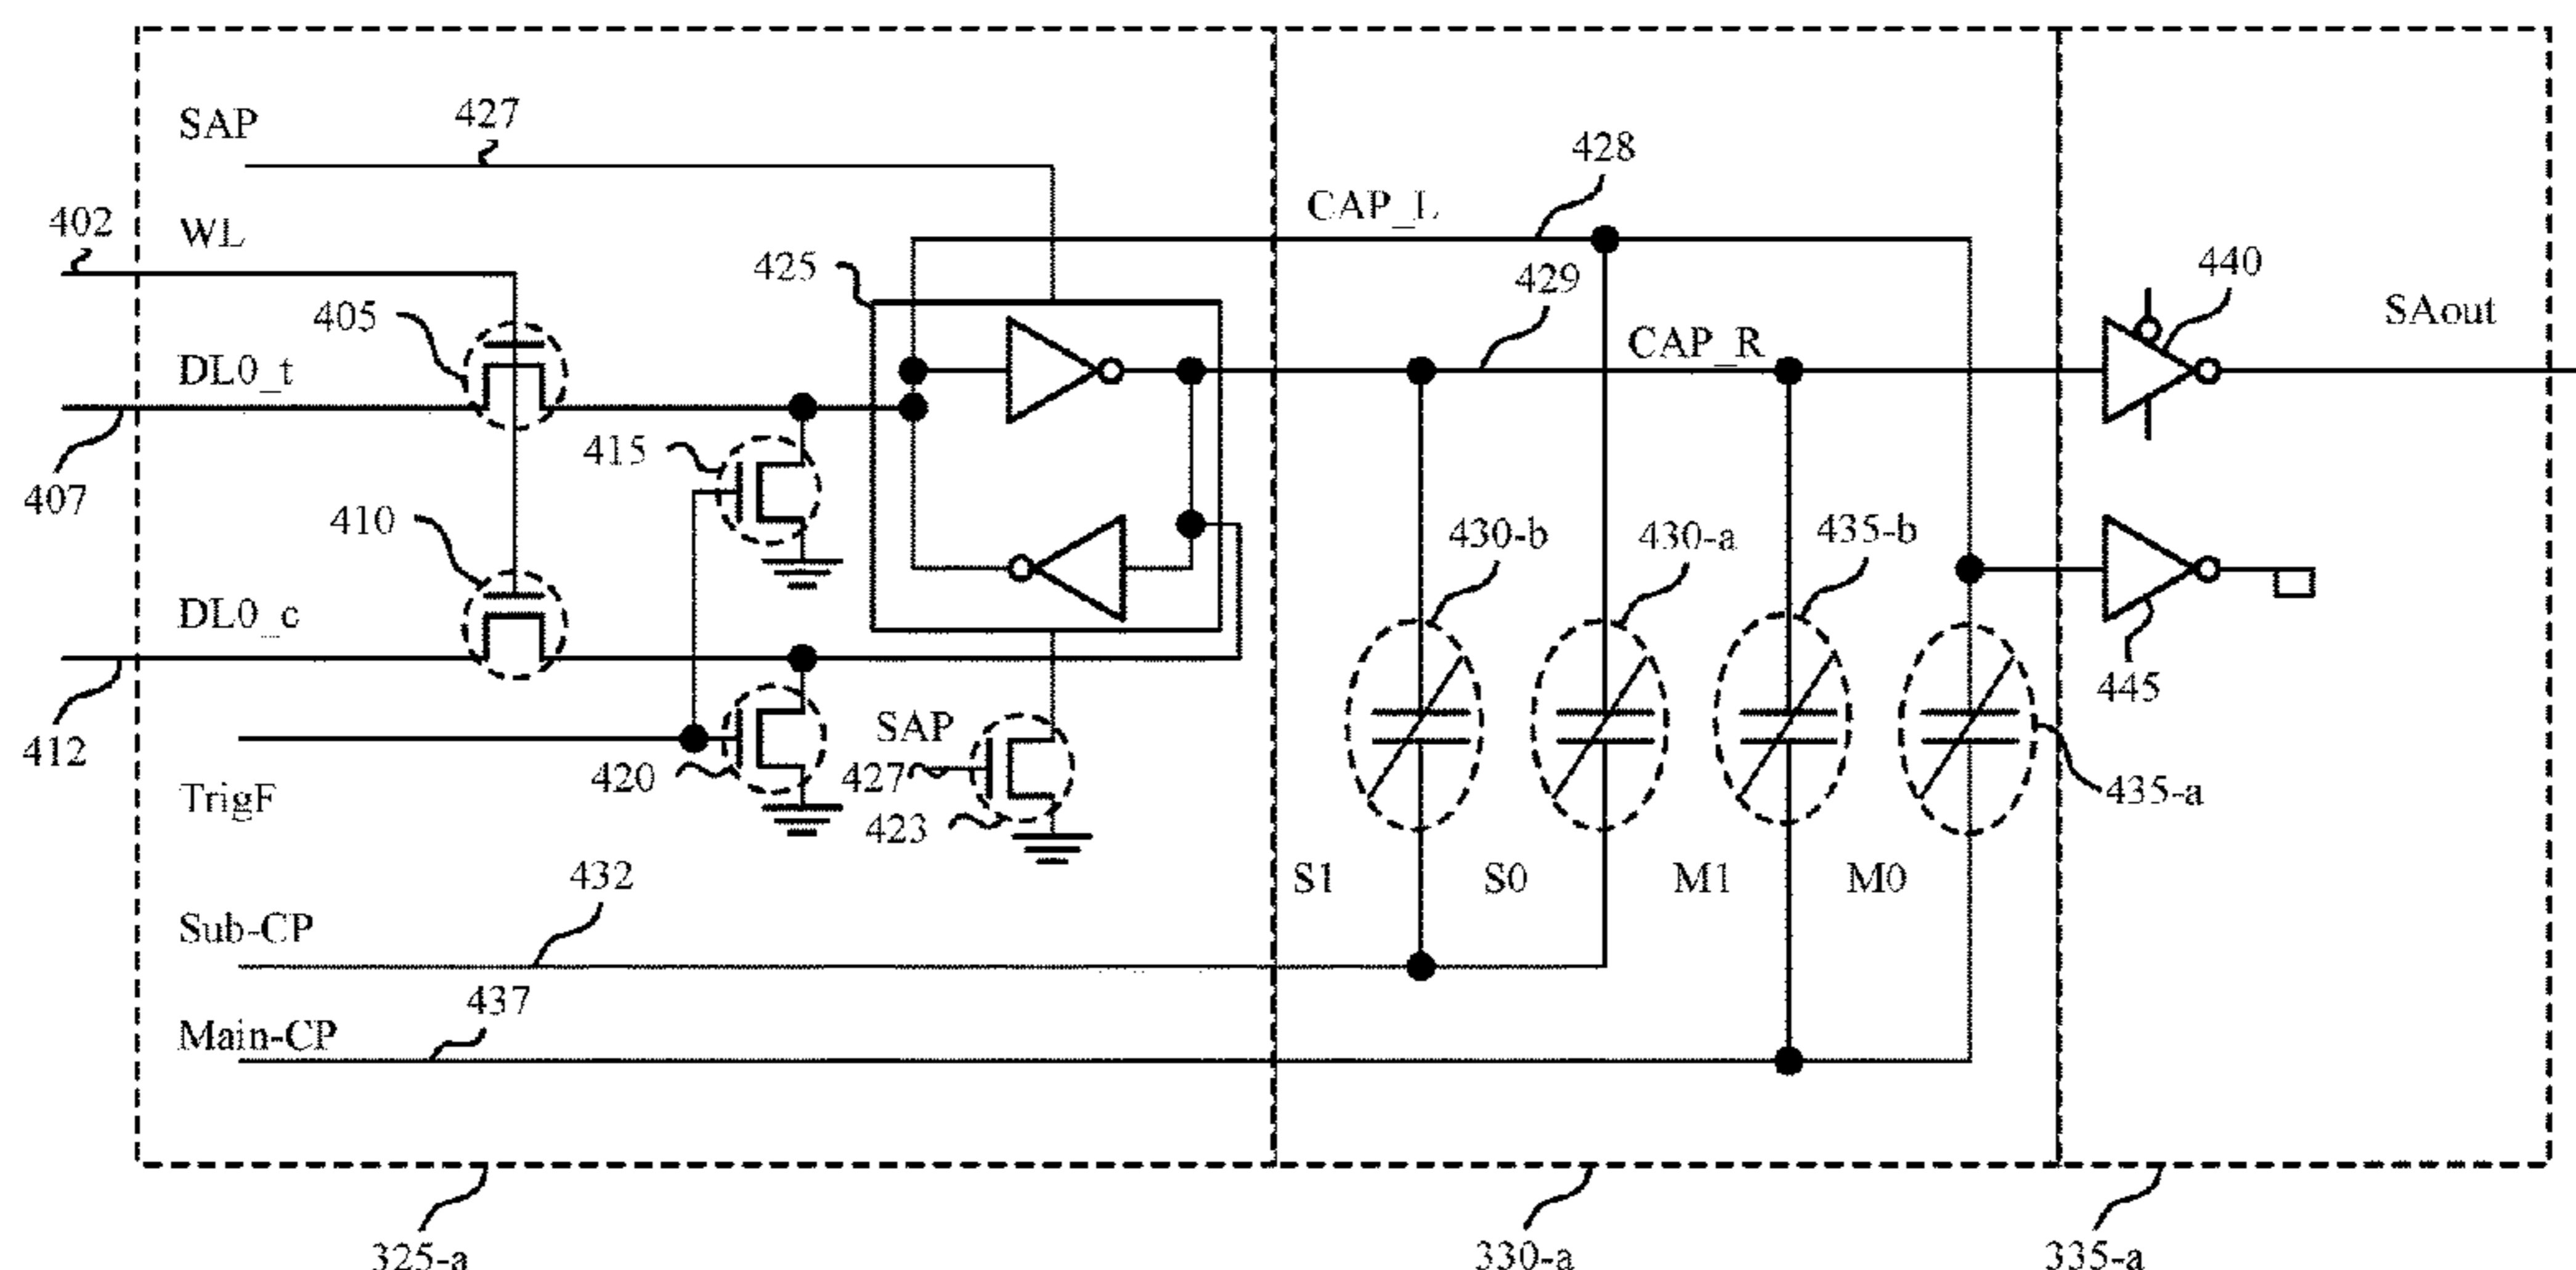 SAP
427
428
CAP_L
402
WL
425
429
440
405
CAP_R
SAout
DL0_t
415
407
410
430-b
430-a
435-b
DL0_c
445
412
SAP
420
427
435-a
TrigF
423
432
S1
S0
M1
M0
Sub-CP
437
Main-CP
325-a
330-a
335-a